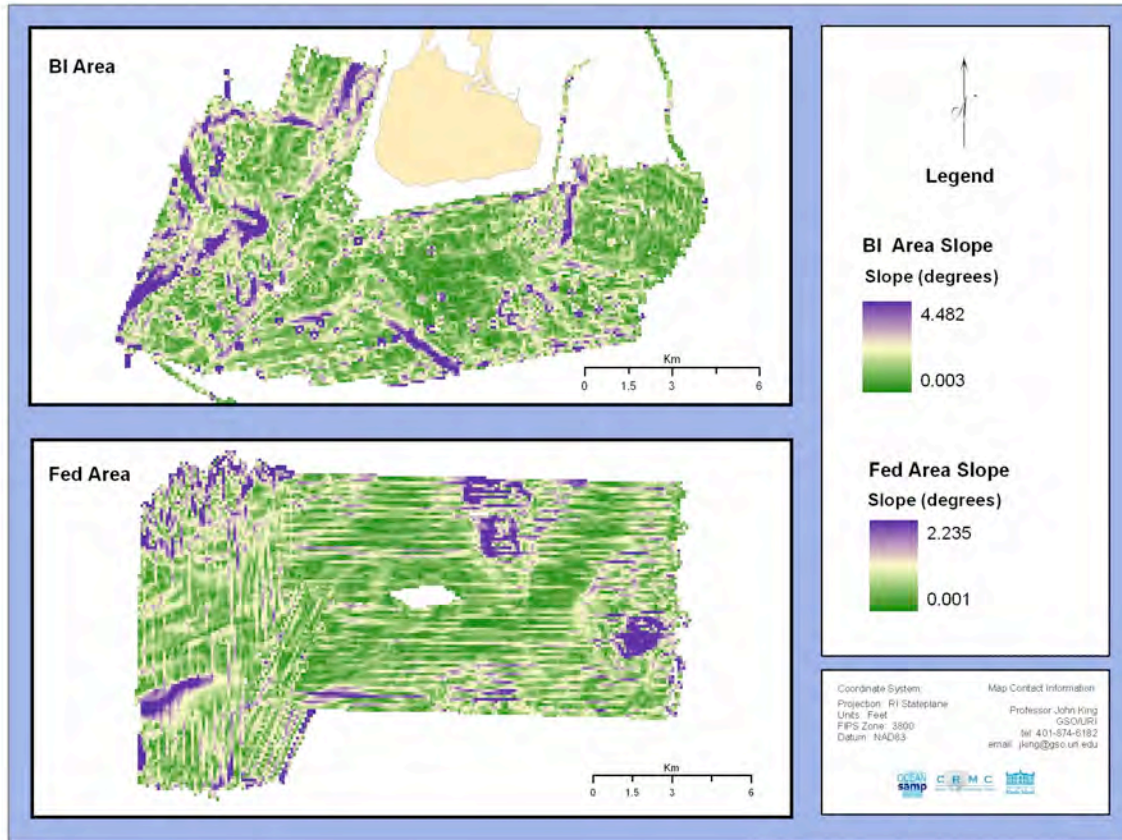 BI Area
Km
0 1.5 3 6
Fed Area
Km
0 1.5 3 6
N
Legend
BI Area Slope
Slope (degrees)
4.482
0.003
Fed Area Slope
Slope (degrees)
2.235
0.001
Coordinate System:
Projection: RI Stateplane
Units: Feet
FIPS Zone: 3800
Datum: NAD83
Map Contact Information
Professor John King
GSO/URI
tel: 401-874-6182
email: jking@gso.uri.edu
OCEAN
samp
C R M C